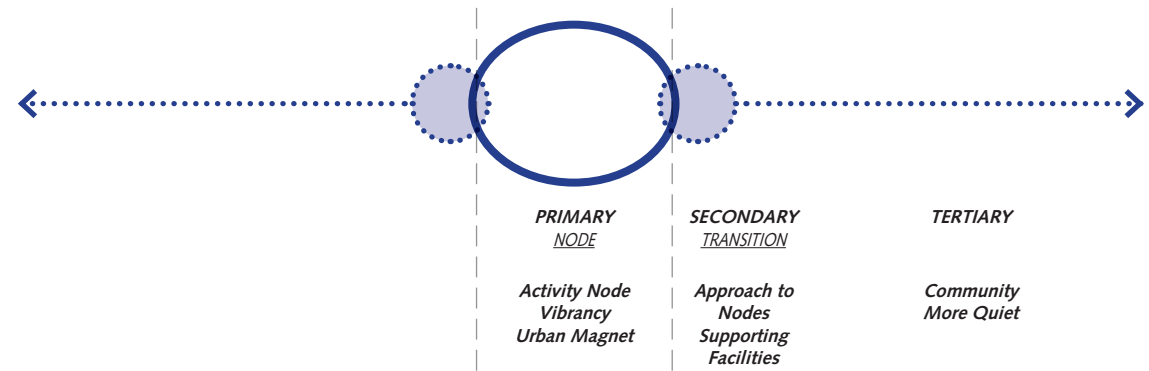 PRIMARY
NODE
Activity Node
Vibrancy
Urban Magnet
SECONDARY
TRANSITION
Approach to
Nodes
Supporting
Facilities
TERTIARY
Community
More Quiet